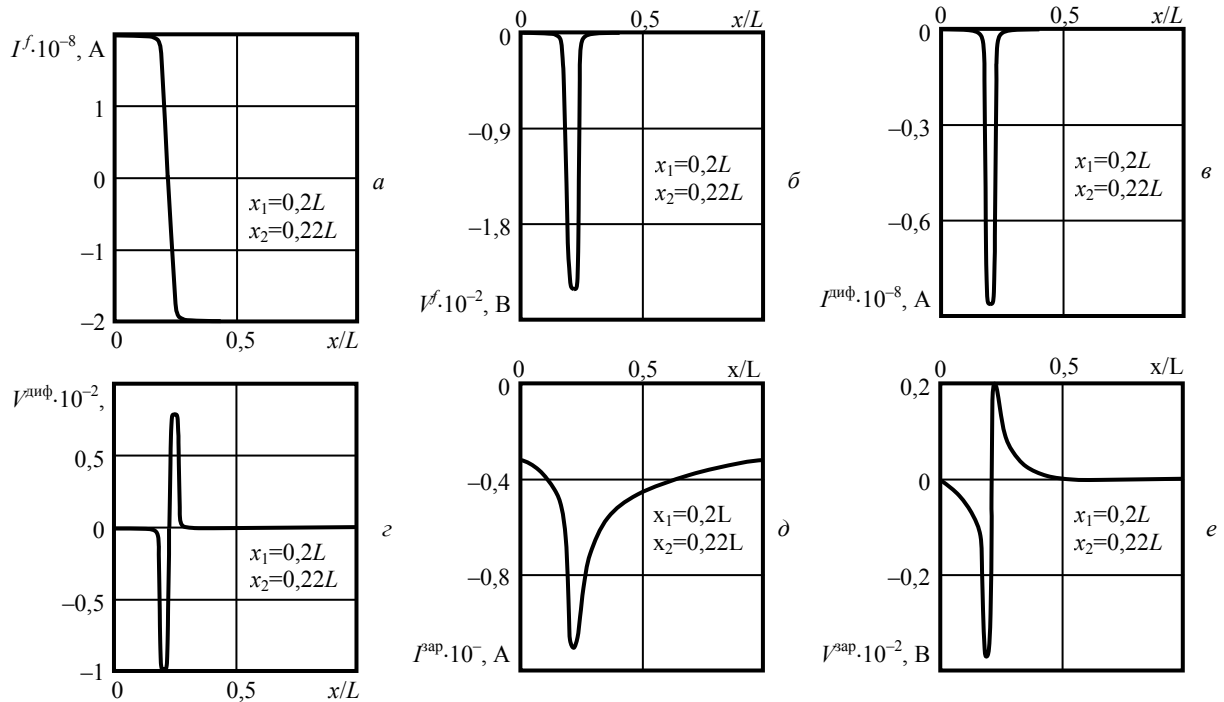 I^f·10^–8, А
1
0
–1
–2
0
0,5
x/L
x₁=0,2L
x₂=0,22L
а
0
0,5
x/L
0
–0,9
–1,8
V^f·10^–2, В
x₁=0,2L
x₂=0,22L
б
0
0,5
x/L
0
–0,3
–0,6
I^диф·10^–8, А
x₁=0,2L
x₂=0,22L
в
V^диф·10^–2,
0,5
0
–0,5
–1
0
0,5
x/L
x₁=0,2L
x₂=0,22L
г
0
0,5
x/L
0
–0,4
–0,8
I^зар·10^–, А
x₁=0,2L
x₂=0,22L
д
0
0,5
x/L
0,2
0
–0,2
V^зар·10^–2, В
x₁=0,2L
x₂=0,22L
е